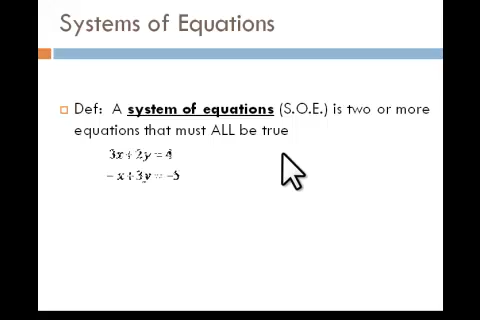 Systems of Equations
Def: A system of equations (S.O.E.) is two or more
equations that must ALL be true
3x + 2y = 4
- x + 3y = -5